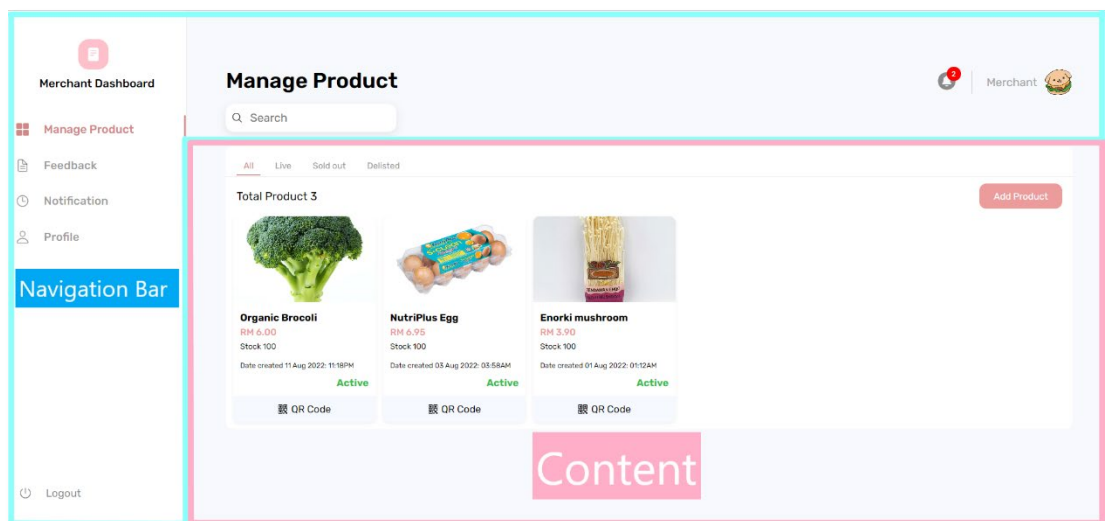 Merchant Dashboard
Manage Product
Feedback
Notification
Profile
Navigation Bar
Logout
Manage Product
2
Merchant
Search
All Live Sold out Delisted
Total Product 3
Add Product
Organic Brocoli
RM 6.00
Stock 100
Date created 11 Aug 2022: 11:18PM
Active
QR Code
NutriPlus Egg
RM 6.95
Stock 100
Date created 03 Aug 2022: 03:58AM
Active
QR Code
Enorki mushroom
RM 3.90
Stock 100
Date created 01 Aug 2022: 01:12AM
Active
QR Code
Content